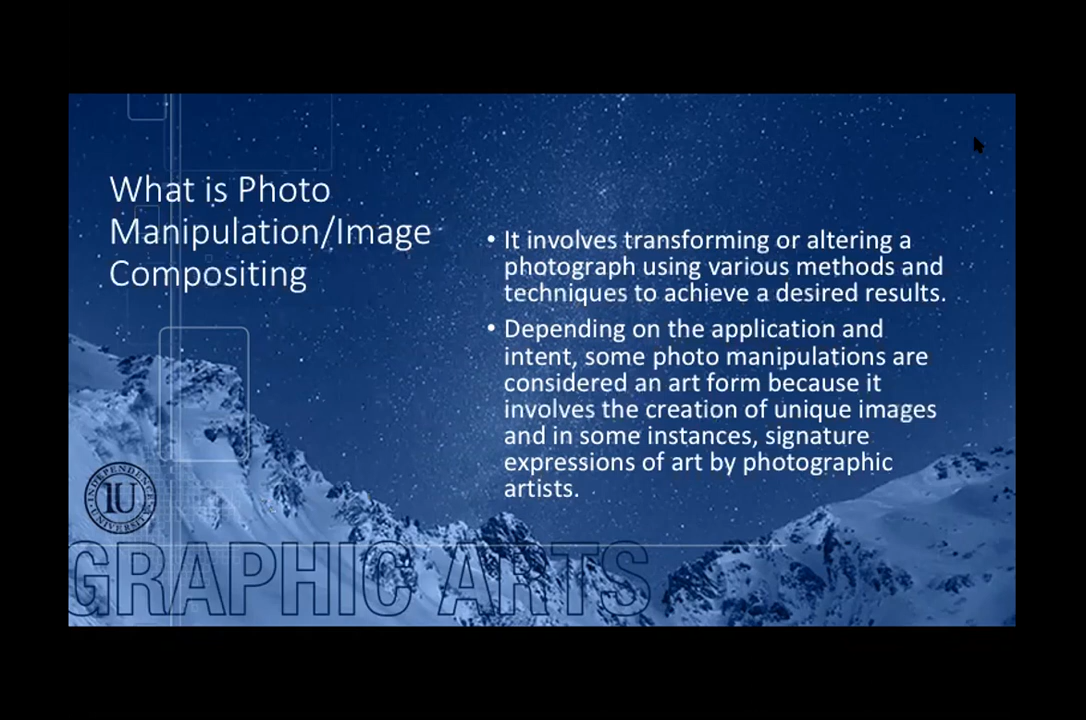 What is Photo
Manipulation/Image
Compositing
• It involves transforming or altering a
photograph using various methods and
techniques to achieve a desired results.
• Depending on the application and
intent, some photo manipulations are
considered an art form because it
involves the creation of unique images
and in some instances, signature
expressions of art by photographic
artists.
INDEPENDENCE
IU
UNIVERSITY
GRAPHIC ARTS